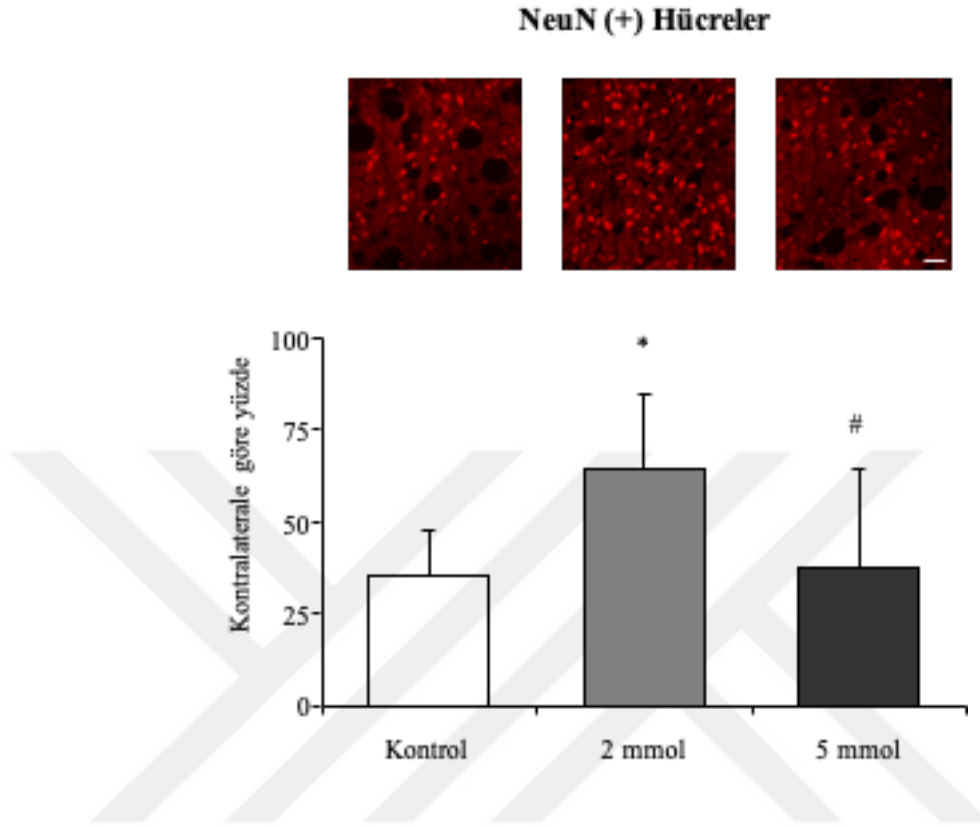 NeuN (+) Hücreler
Kontralaterale göre yüzde
100
75
50
25
0
*
#
Kontrol
2 mmol
5 mmol